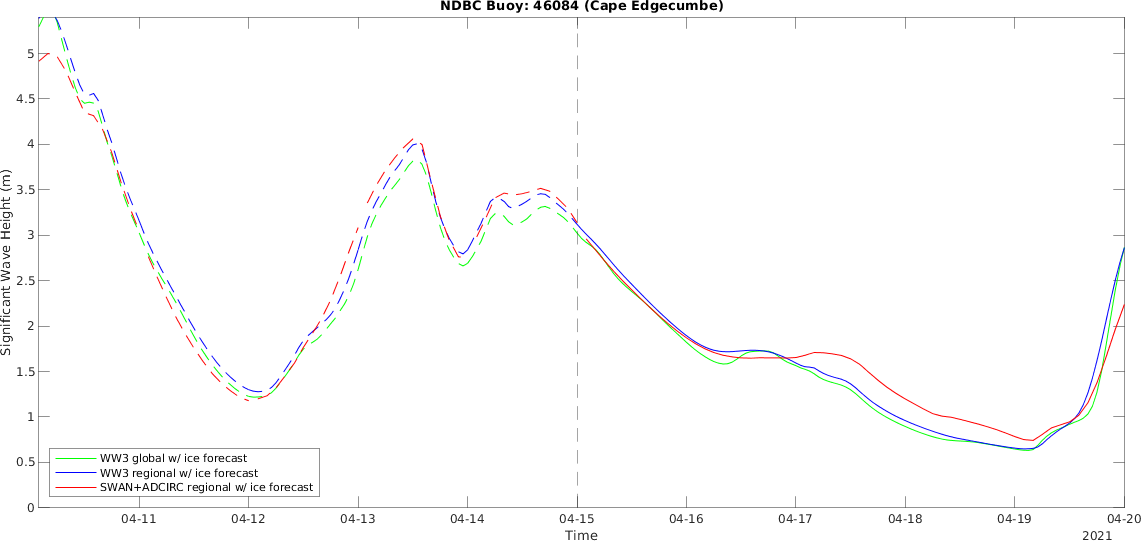 NDBC Buoy: 46084 (Cape Edgecumbe)
Significant Wave Height (m)
5
4.5
4
3.5
3
2.5
2
1.5
1
0.5
0
WW3 global w/ ice forecast
WW3 regional w/ ice forecast
SWAN+ADCIRC regional w/ ice forecast
04-11 04-12 04-13 04-14 04-15 04-16 04-17 04-18 04-19 04-20
Time
2021